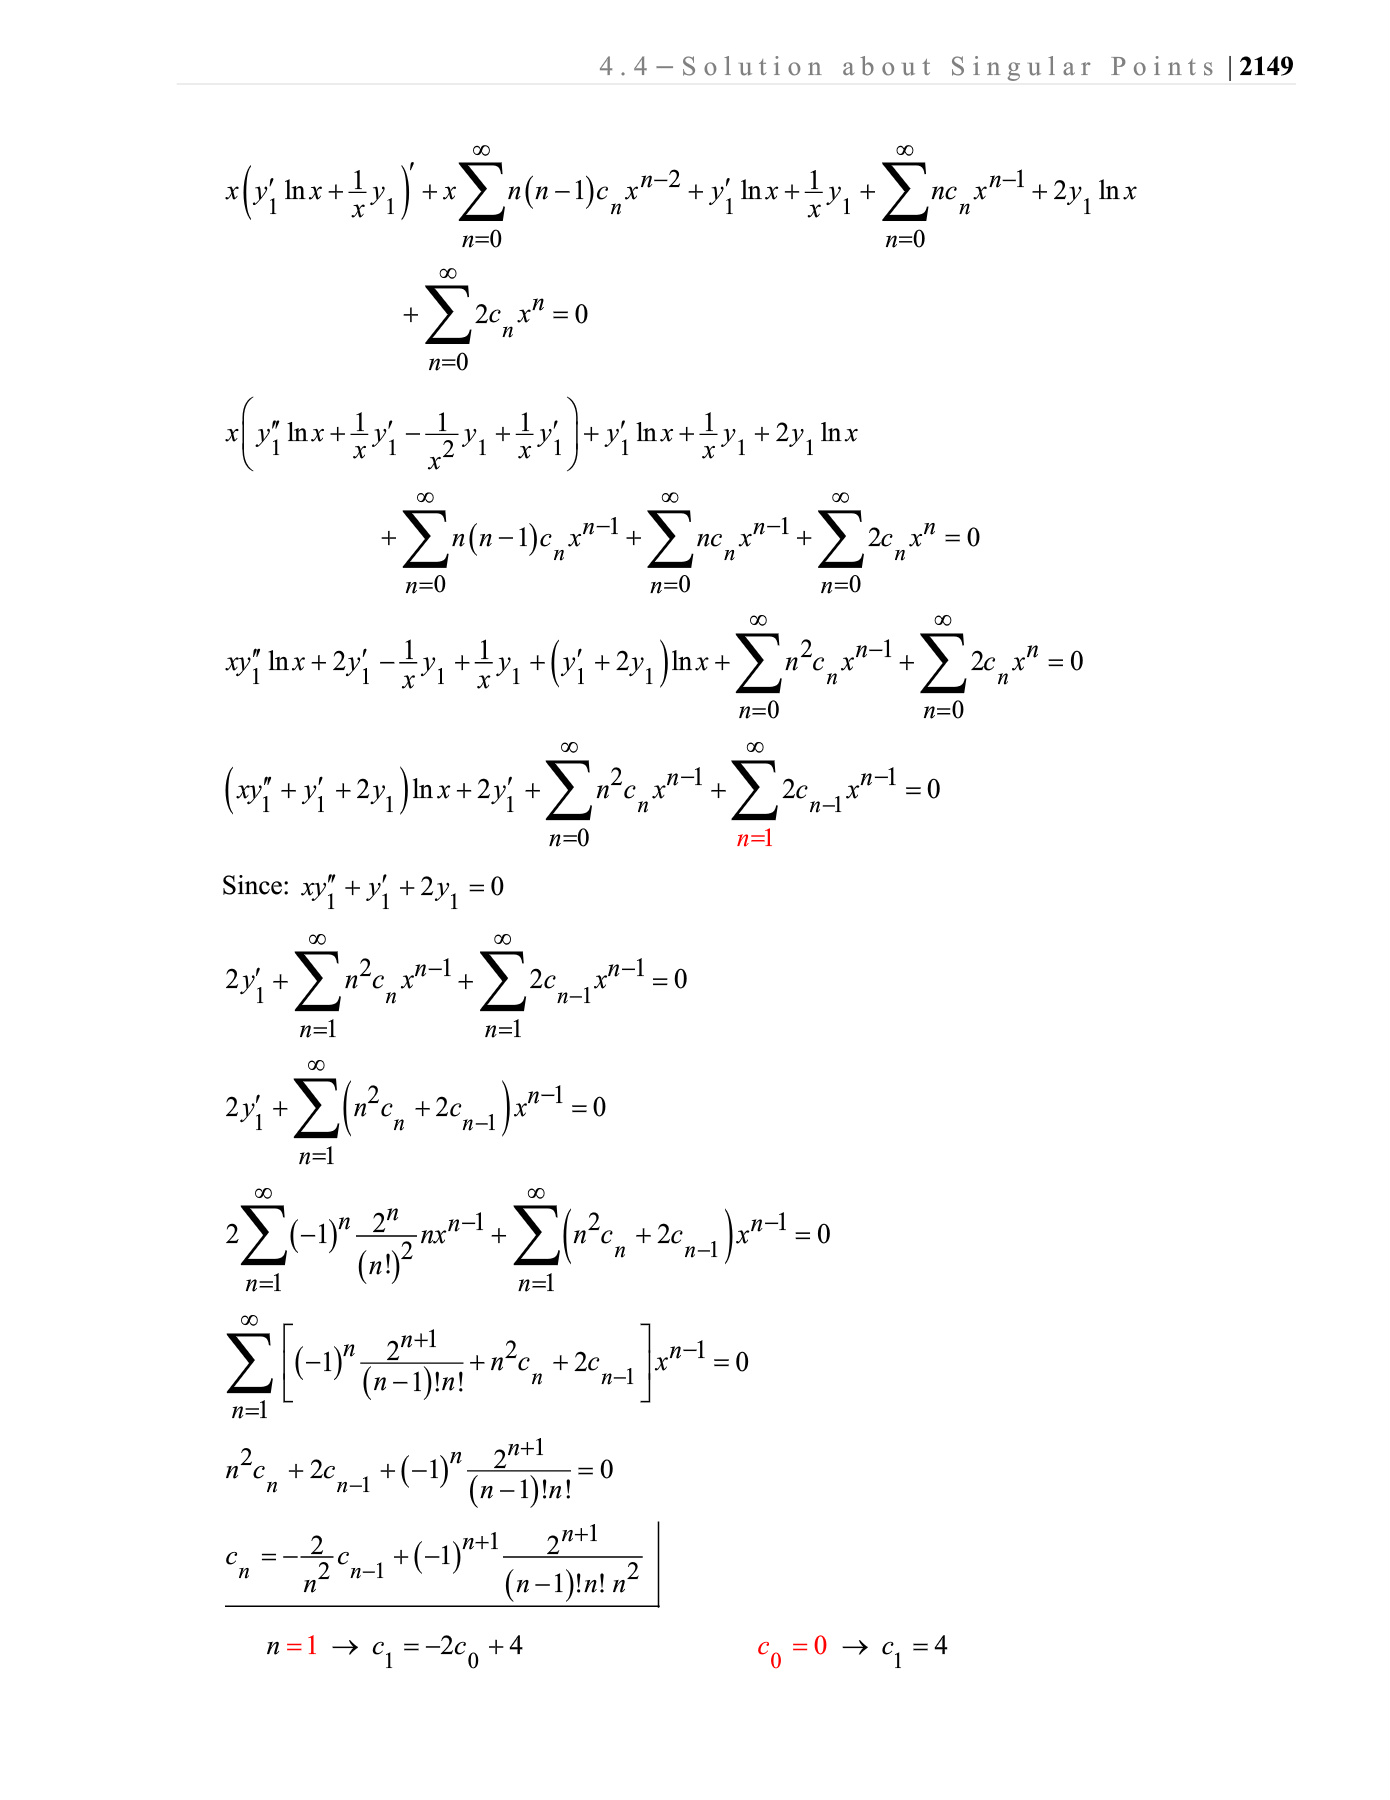 4.4−Solution about Singular Points | 2149
x(y₁′ ln x + 1/x y₁)′ + x ∑_{n=0}^{∞} n(n−1)c_n x^{n−2} + y₁′ ln x + 1/x y₁ + ∑_{n=0}^{∞} nc_n x^{n−1} + 2y₁ ln x
+ ∑_{n=0}^{∞} 2c_n x^n = 0
x(y₁″ ln x + 1/x y₁′ − 1/x² y₁ + 1/x y₁′) + y₁′ ln x + 1/x y₁ + 2y₁ ln x
+ ∑_{n=0}^{∞} n(n−1)c_n x^{n−1} + ∑_{n=0}^{∞} nc_n x^{n−1} + ∑_{n=0}^{∞} 2c_n x^n = 0
xy₁″ ln x + 2y₁′ − 1/x y₁ + 1/x y₁ + (y₁′ + 2y₁) ln x + ∑_{n=0}^{∞} n²c_n x^{n−1} + ∑_{n=0}^{∞} 2c_n x^n = 0
(xy₁″ + y₁′ + 2y₁) ln x + 2y₁′ + ∑_{n=0}^{∞} n²c_n x^{n−1} + ∑_{n=1}^{∞} 2c_{n−1} x^{n−1} = 0
Since: xy₁″ + y₁′ + 2y₁ = 0
2y₁′ + ∑_{n=1}^{∞} n²c_n x^{n−1} + ∑_{n=1}^{∞} 2c_{n−1} x^{n−1} = 0
2y₁′ + ∑_{n=1}^{∞} (n²c_n + 2c_{n−1}) x^{n−1} = 0
2 ∑_{n=1}^{∞} (−1)^n 2^n/(n!)² nx^{n−1} + ∑_{n=1}^{∞} (n²c_n + 2c_{n−1}) x^{n−1} = 0
∑_{n=1}^{∞} [(−1)^n 2^{n+1}/((n−1)!n!) + n²c_n + 2c_{n−1}] x^{n−1} = 0
n²c_n + 2c_{n−1} + (−1)^n 2^{n+1}/((n−1)!n!) = 0
c_n = −2/n² c_{n−1} + (−1)^{n+1} 2^{n+1}/((n−1)!n! n²)
n = 1 → c₁ = −2c₀ + 4 c₀ = 0 → c₁ = 4